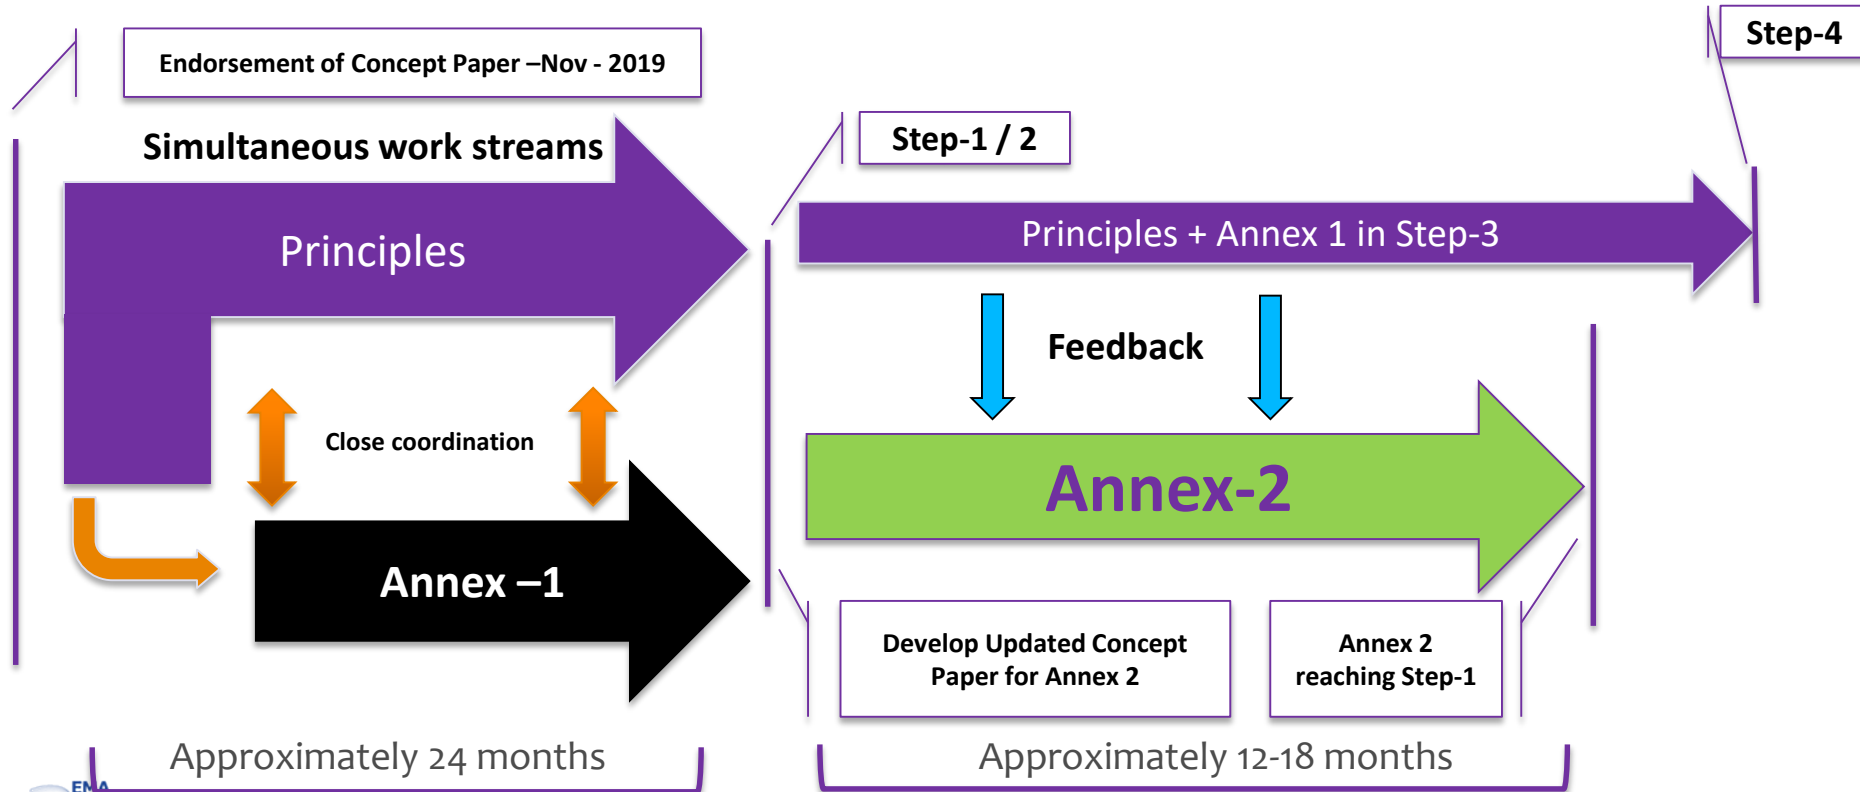 Step-4
Endorsement of Concept Paper –Nov - 2019
Simultaneous work streams
Step-1 / 2
Principles
Principles + Annex 1 in Step-3
Feedback
Close coordination
Annex-2
Annex –1
Develop Updated Concept
Paper for Annex 2
Annex 2
reaching Step-1
Approximately 24 months
Approximately 12-18 months
EMA